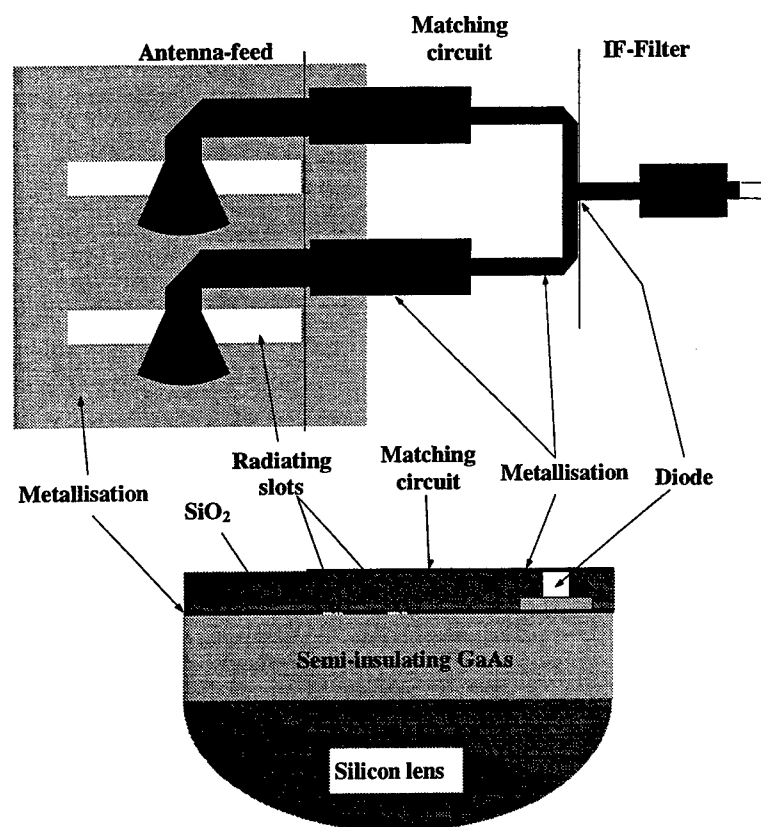 Antenna-feed
Matching
circuit
IF-Filter
Metallisation
Radiating
slots
Matching
circuit
Metallisation
Diode
SiO₂
Semi-insulating GaAs
Silicon lens